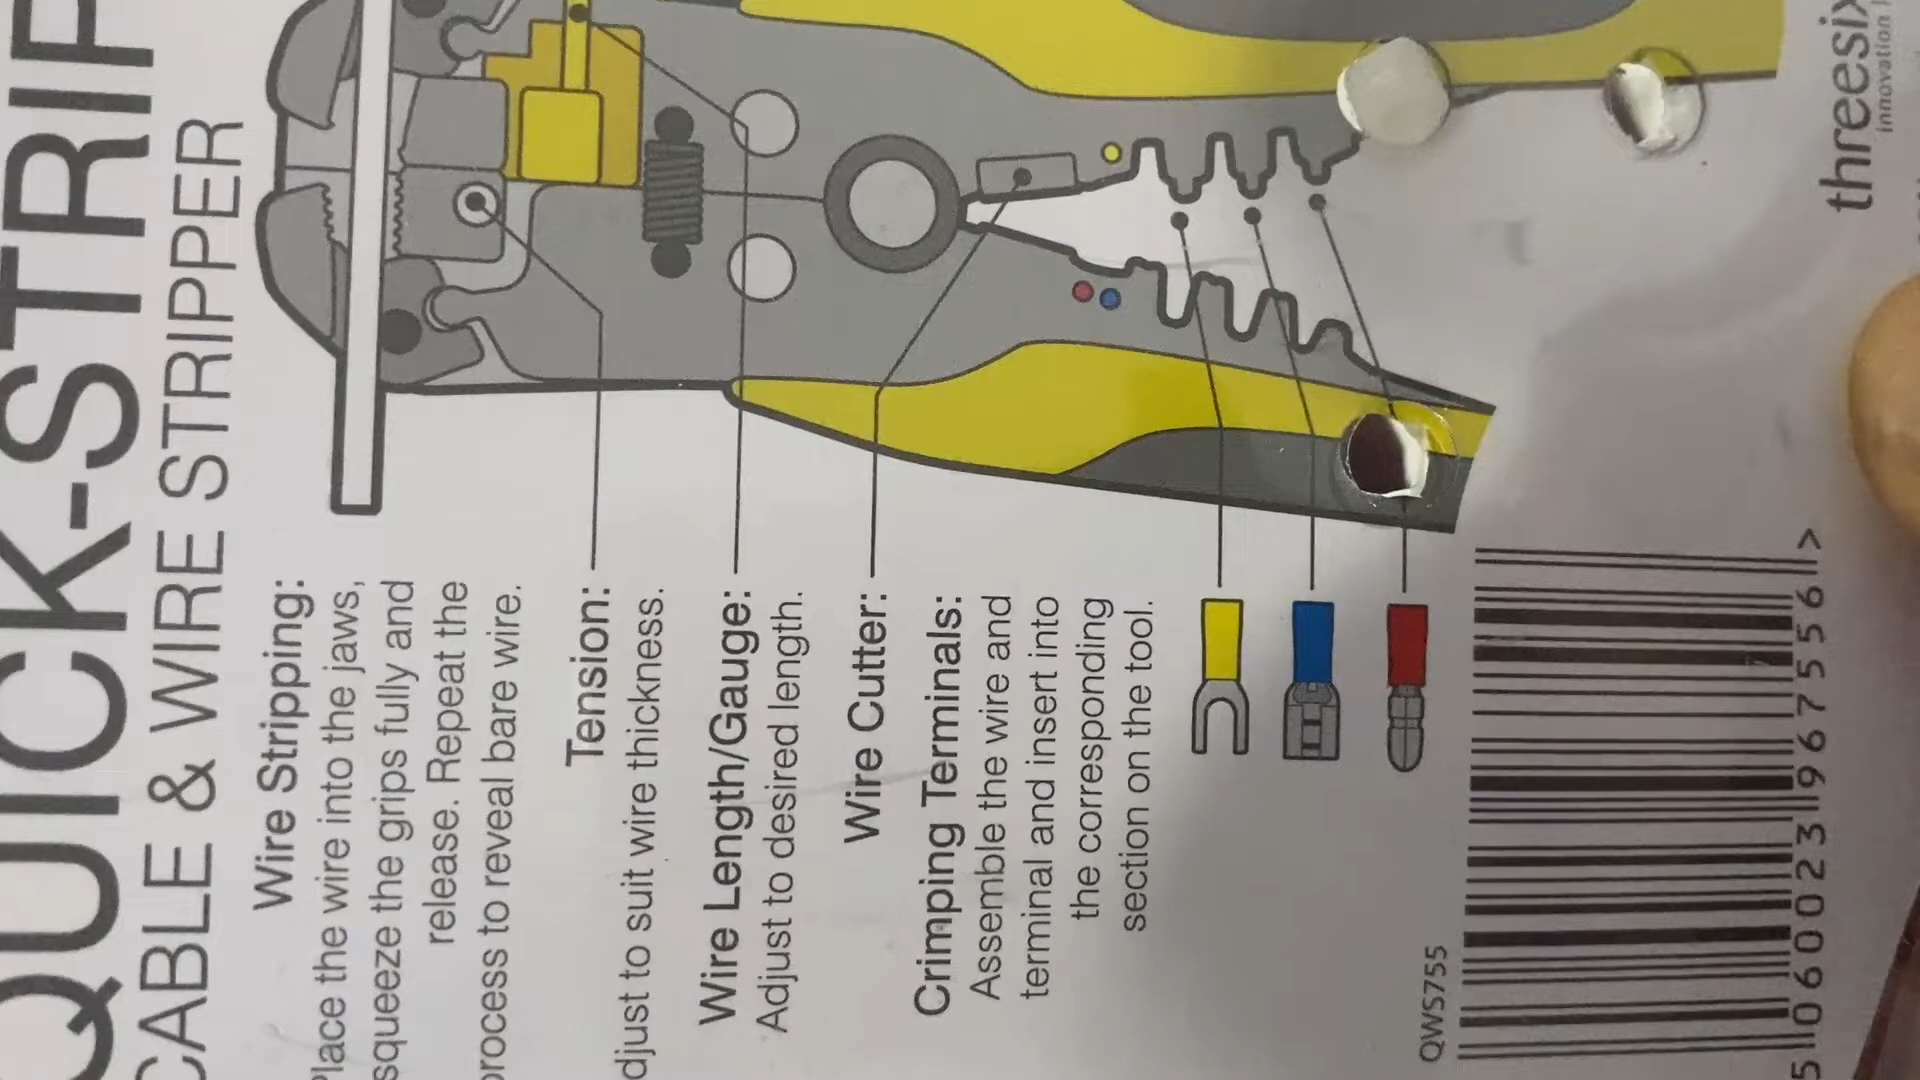 QUICK-STRIP
CABLE & WIRE STRIPPER
Wire Stripping:
Place the wire into the jaws,
squeeze the grips fully and
release. Repeat the
process to reveal bare wire.
Tension:
djust to suit wire thickness.
Wire Length/Gauge:
Adjust to desired length.
Wire Cutter:
Crimping Terminals:
Assemble the wire and
terminal and insert into
the corresponding
section on the tool.
QWS755
5 060023 967556 >
threesix
innovation